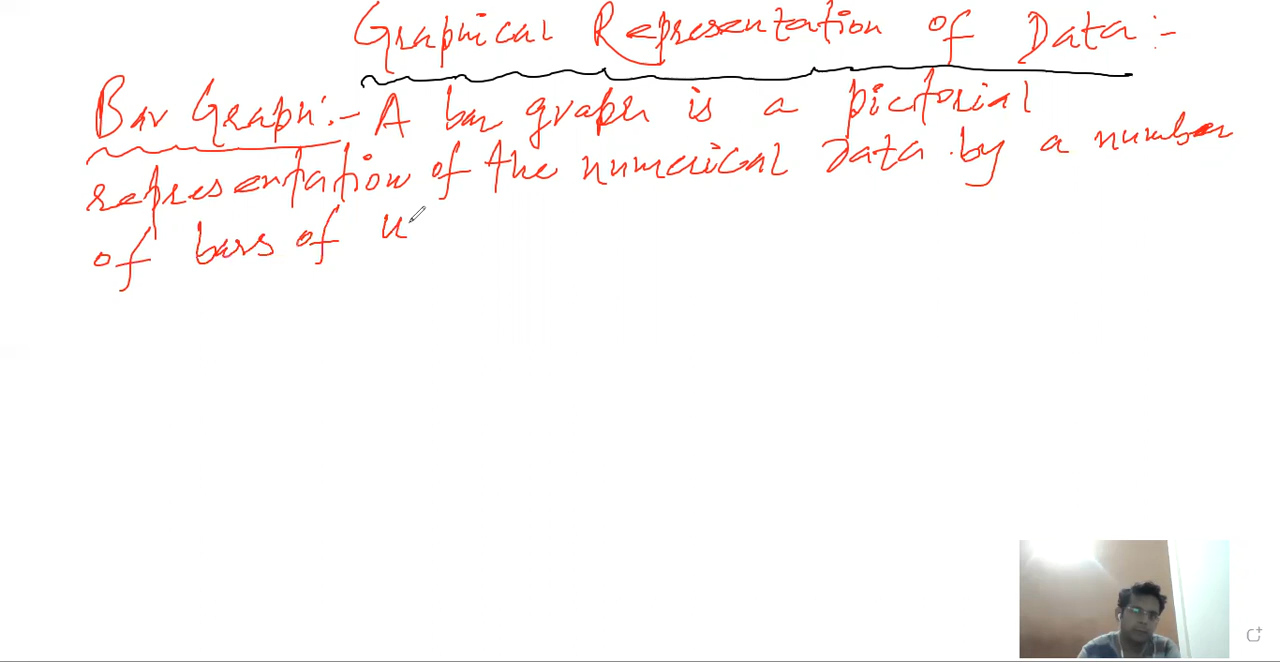 Graphical Representation of Data :-
Bar Graph :- A bar graph is a pictorial
representation of the numerical data by a number
of bars of u